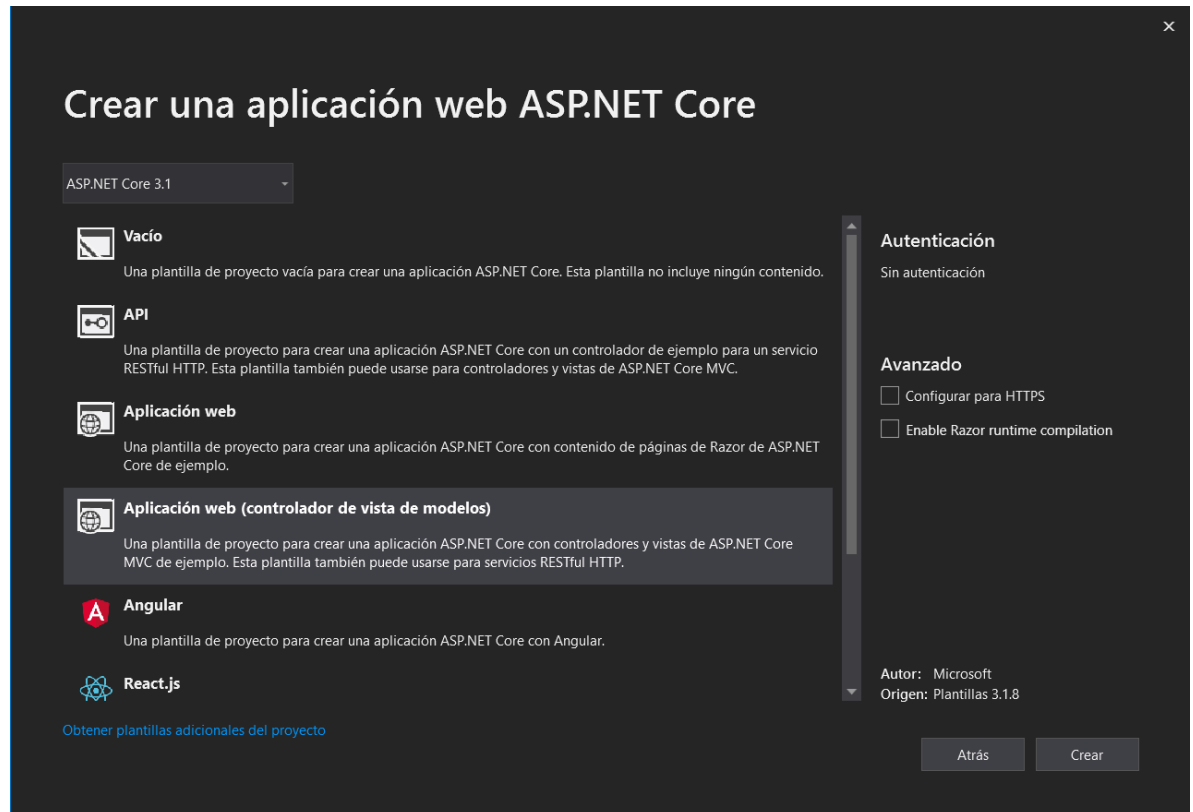 Crear una aplicación web ASP.NET Core
ASP.NET Core 3.1
Vacío
Una plantilla de proyecto vacía para crear una aplicación ASP.NET Core. Esta plantilla no incluye ningún contenido.
API
Una plantilla de proyecto para crear una aplicación ASP.NET Core con un controlador de ejemplo para un servicio
RESTful HTTP. Esta plantilla también puede usarse para controladores y vistas de ASP.NET Core MVC.
Aplicación web
Una plantilla de proyecto para crear una aplicación ASP.NET Core con contenido de páginas de Razor de ASP.NET
Core de ejemplo.
Aplicación web (controlador de vista de modelos)
Una plantilla de proyecto para crear una aplicación ASP.NET Core con controladores y vistas de ASP.NET Core
MVC de ejemplo. Esta plantilla también puede usarse para servicios RESTful HTTP.
Angular
Una plantilla de proyecto para crear una aplicación ASP.NET Core con Angular.
React.js
Obtener plantillas adicionales del proyecto
Autenticación
Sin autenticación
Avanzado
Configurar para HTTPS
Enable Razor runtime compilation
Autor: Microsoft
Origen: Plantillas 3.1.8
Atrás
Crear